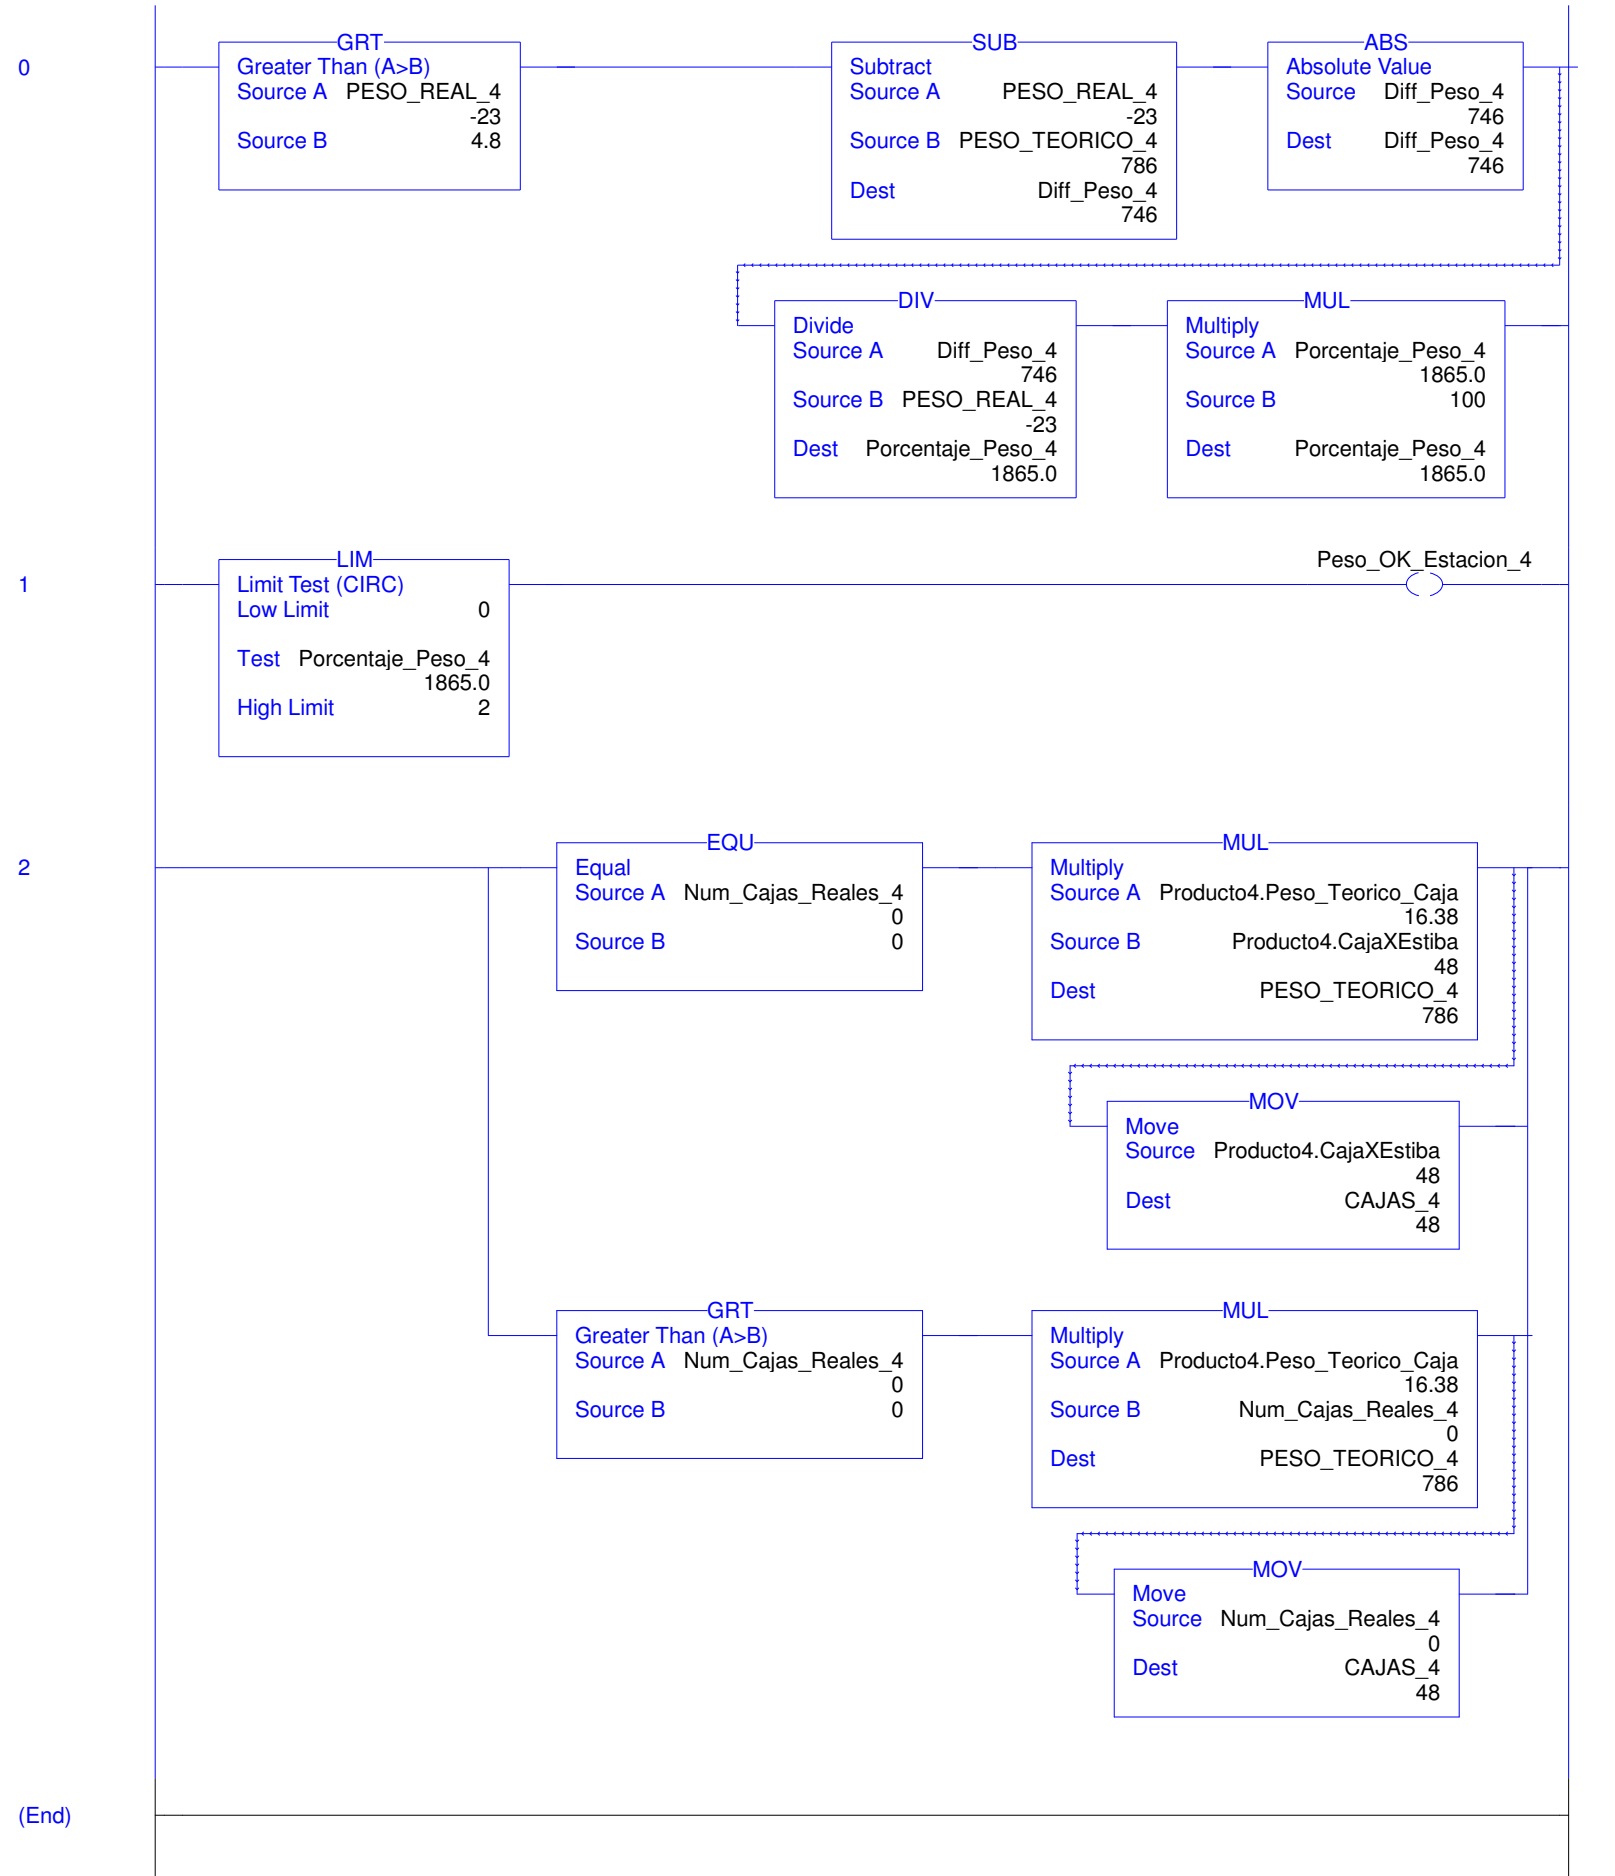 0
GRT
Greater Than (A>B)
Source A PESO_REAL_4
-23
Source B 4.8
SUB
Subtract
Source A PESO_REAL_4
-23
Source B PESO_TEORICO_4
786
Dest Diff_Peso_4
746
ABS
Absolute Value
Source Diff_Peso_4
746
Dest Diff_Peso_4
746
DIV
Divide
Source A Diff_Peso_4
746
Source B PESO_REAL_4
-23
Dest Porcentaje_Peso_4
1865.0
MUL
Multiply
Source A Porcentaje_Peso_4
1865.0
Source B 100
Dest Porcentaje_Peso_4
1865.0
1
LIM
Limit Test (CIRC)
Low Limit 0
Test Porcentaje_Peso_4
1865.0
High Limit 2
Peso_OK_Estacion_4
2
EQU
Equal
Source A Num_Cajas_Reales_4
0
Source B 0
MUL
Multiply
Source A Producto4.Peso_Teorico_Caja
16.38
Source B Producto4.CajaXEstiba
48
Dest PESO_TEORICO_4
786
MOV
Move
Source Producto4.CajaXEstiba
48
Dest CAJAS_4
48
GRT
Greater Than (A>B)
Source A Num_Cajas_Reales_4
0
Source B 0
MUL
Multiply
Source A Producto4.Peso_Teorico_Caja
16.38
Source B Num_Cajas_Reales_4
0
Dest PESO_TEORICO_4
786
MOV
Move
Source Num_Cajas_Reales_4
0
Dest CAJAS_4
48
(End)